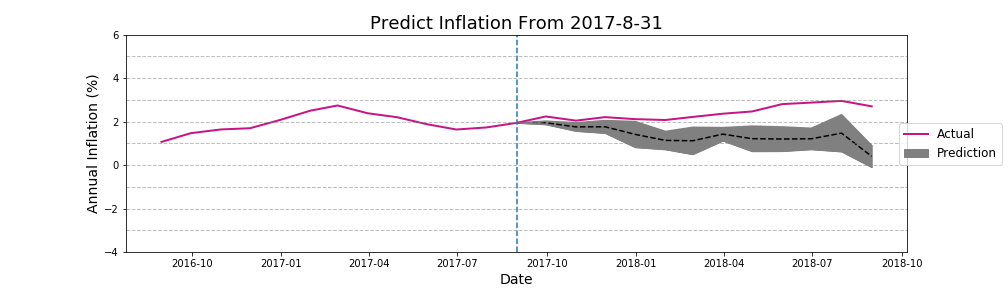 Predict Inflation From 2017-8-31
Annual Inflation (%)
6
4
2
0
−2
−4
2016-10 2017-01 2017-04 2017-07 2017-10 2018-01 2018-04 2018-07 2018-10
Date
Actual
Prediction